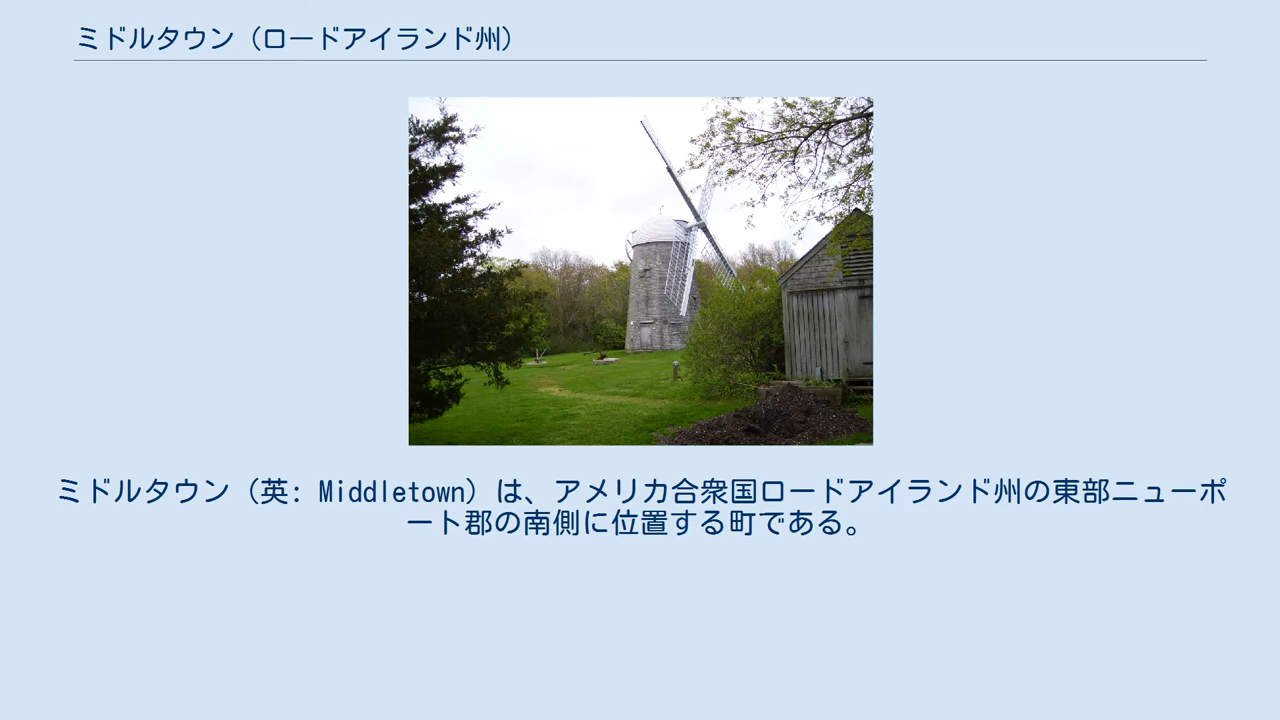 ミドルタウン（ロードアイランド州）
ミドルタウン（英: Middletown）は、アメリカ合衆国ロードアイランド州の東部ニューポ
ート郡の南側に位置する町である。